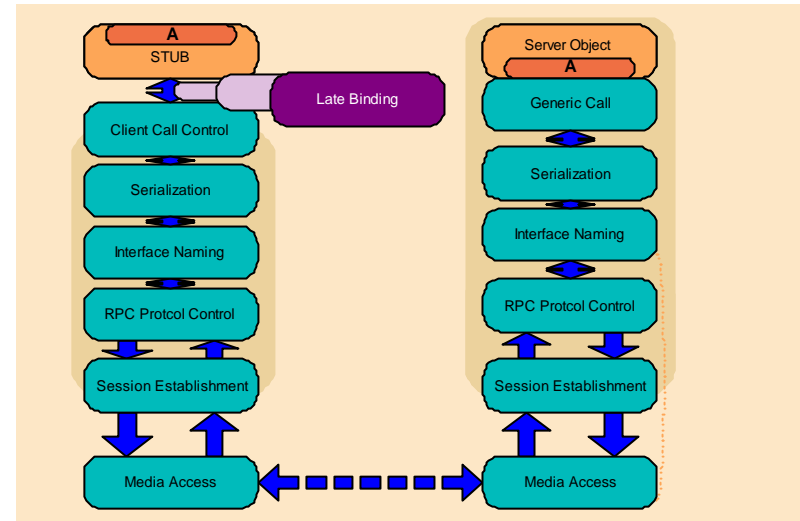 A
STUB
Late Binding
Client Call Control
Serialization
Interface Naming
RPC Protcol Control
Session Establishment
Media Access
Server Object
A
Generic Call
Serialization
Interface Naming
RPC Protcol Control
Session Establishment
Media Access